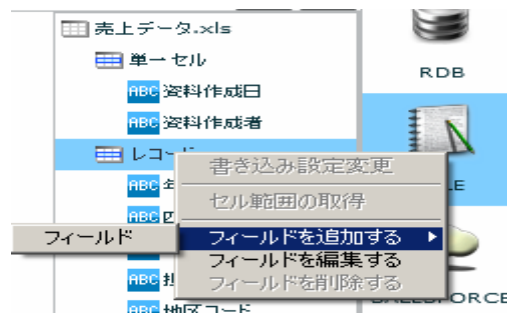 売上データ.xls
単一セル
ABC 資料作成日
ABC 資料作成者
レコード
ABC
ABC
ABC
ABC 地区コード
書き込み設定変更
セル範囲の取得
フィールドを追加する
フィールドを編集する
フィールドを削除する
フィールド
RDB
SALESFORCE